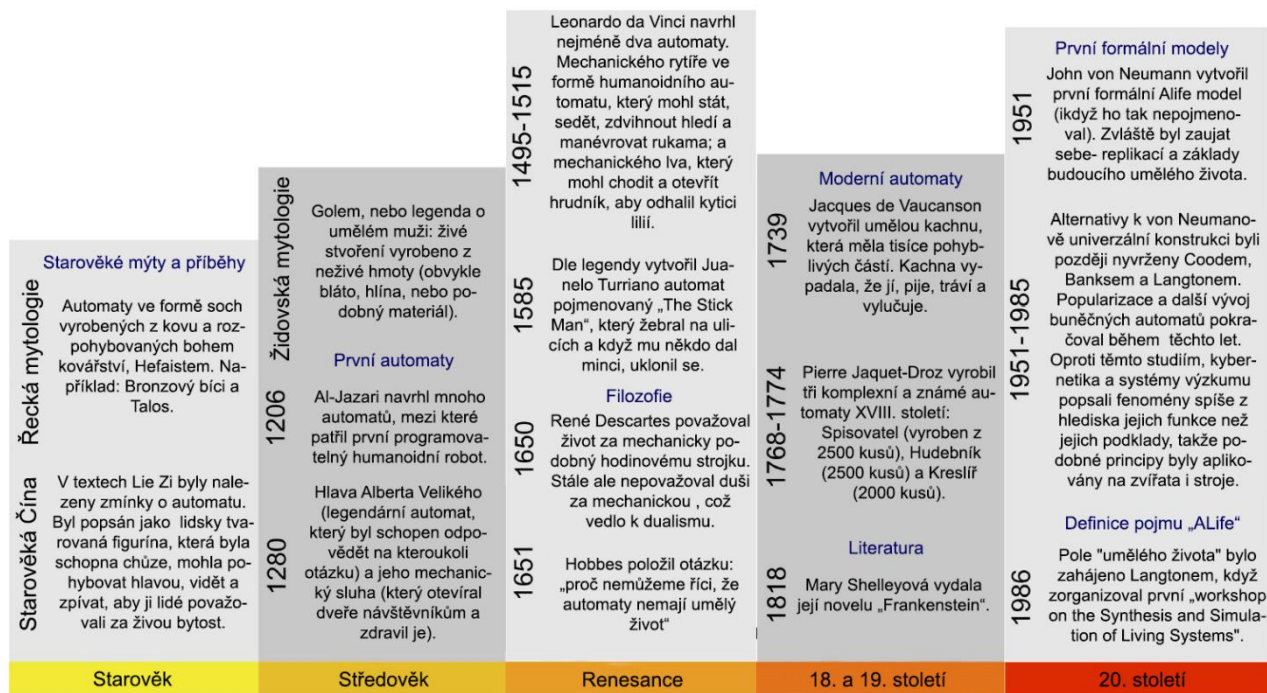 Starověké mýty a příběhy
Řecká mytologie
Automaty ve formě soch
vyrobených z kovu a roz-
pohybovaných bohem
kovářství, Hefaistem. Na-
příklad: Bronzový bíci a
Talos.
Starověká Čína
V textech Lie Zi byly nale-
zeny zmínky o automatu.
Byl popsán jako lidsky tva-
rovaná figurína, která byla
schopna chůze, mohla po-
hybovat hlavou, vidět a
zpívat, aby ji lidé považo-
vali za živou bytost.
Starověk
Židovská mytologie
Golem, nebo legenda o
umělém muži: živé
stvoření vyrobeno z
neživé hmoty (obvykle
bláto, hlína, nebo po-
dobný materiál).
První automaty
1206
Al-Jazari navrhl mnoho
automatů, mezi které
patřil první programova-
telný humanoidní robot.
1280
Hlava Alberta Velikého
(legendární automat,
který byl schopen odpo-
vědět na kteroukoli
otázku) a jeho mechanic-
ký sluha (který otevíral
dveře návštěvníkům a
zdravil je).
Středověk
1495-1515
Leonardo da Vinci navrhl
nejméně dva automaty.
Mechanického rytíře ve
formě humanoidního au-
tomatu, který mohl stát,
sedět, zdvihnout hledí a
manévrovat rukama; a
mechanického lva, který
mohl chodit a otevřít
hrudník, aby odhalil kytici
lilií.
1585
Dle legendy vytvořil Jua-
nelo Turriano automat
pojmenovaný „The Stick
Man“, který žebral na uli-
cích a když mu někdo dal
minci, uklonil se.
Filozofie
1650
René Descartes považoval
život za mechanicky po-
dobný hodinovému strojku.
Stále ale nepovažoval duši
za mechanickou , což
vedlo k dualismu.
1651
Hobbes položil otázku:
„proč nemůžeme říci, že
automaty nemají umělý
život“
Renesance
Moderní automaty
1739
Jacques de Vaucanson
vytvořil umělou kachnu,
která měla tisíce pohyb-
livých částí. Kachna vy-
padala, že jí, pije, tráví a
vylučuje.
1768-1774
Pierre Jaquet-Droz vyrobil
tři komplexní a známé au-
tomaty XVIII. století:
Spisovatel (vyroben z
2500 kusů), Hudebník
(2500 kusů) a Kreslíř
(2000 kusů).
Literatura
1818
Mary Shelleyová vydala
její novelu „Frankenstein“.
18. a 19. století
První formální modely
1951
John von Neumann vytvořil
první formální Alife model
(ikdyž ho tak nepojmeno-
val). Zvláště byl zaujat
sebe- replikací a základy
budoucího umělého života.
1951-1985
Alternativy k von Neumano-
vě univerzální konstrukci byli
později nyvrženy Coodem,
Banksem a Langtonem.
Popularizace a další vývoj
buněčných automatů pokra-
čoval během těchto let.
Oproti těmto studiím, kyber-
netika a systémy výzkumu
popsali fenomény spíše z
hlediska jejich funkce než
jejich podklady, takže po-
dobné principy byly apliko-
vány na zvířata i stroje.
Definice pojmu „ALife“
1986
Pole "umělého života" bylo
zahájeno Langtonem, když
zorganizoval první „workshop
on the Synthesis and Simula-
tion of Living Systems".
20. století